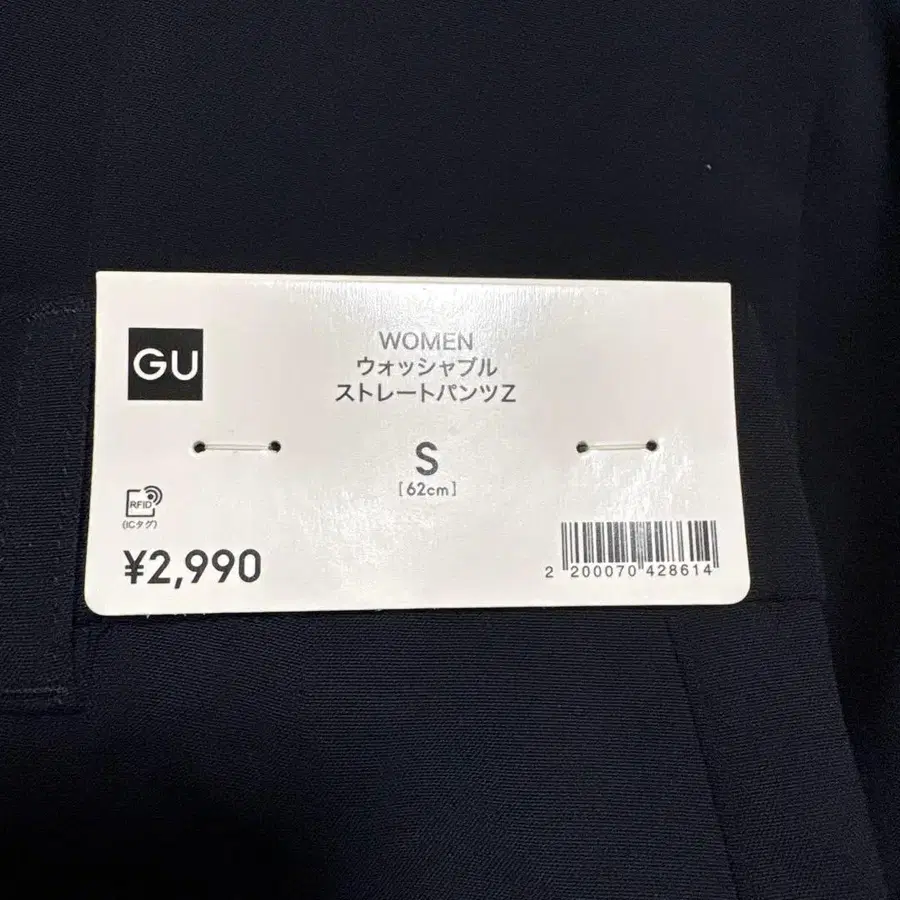 GU
WOMEN
ウォッシャブル
ストレートパンツZ
S
[62cm]
RFID
(ICタグ)
¥2,990
2 200070 428614